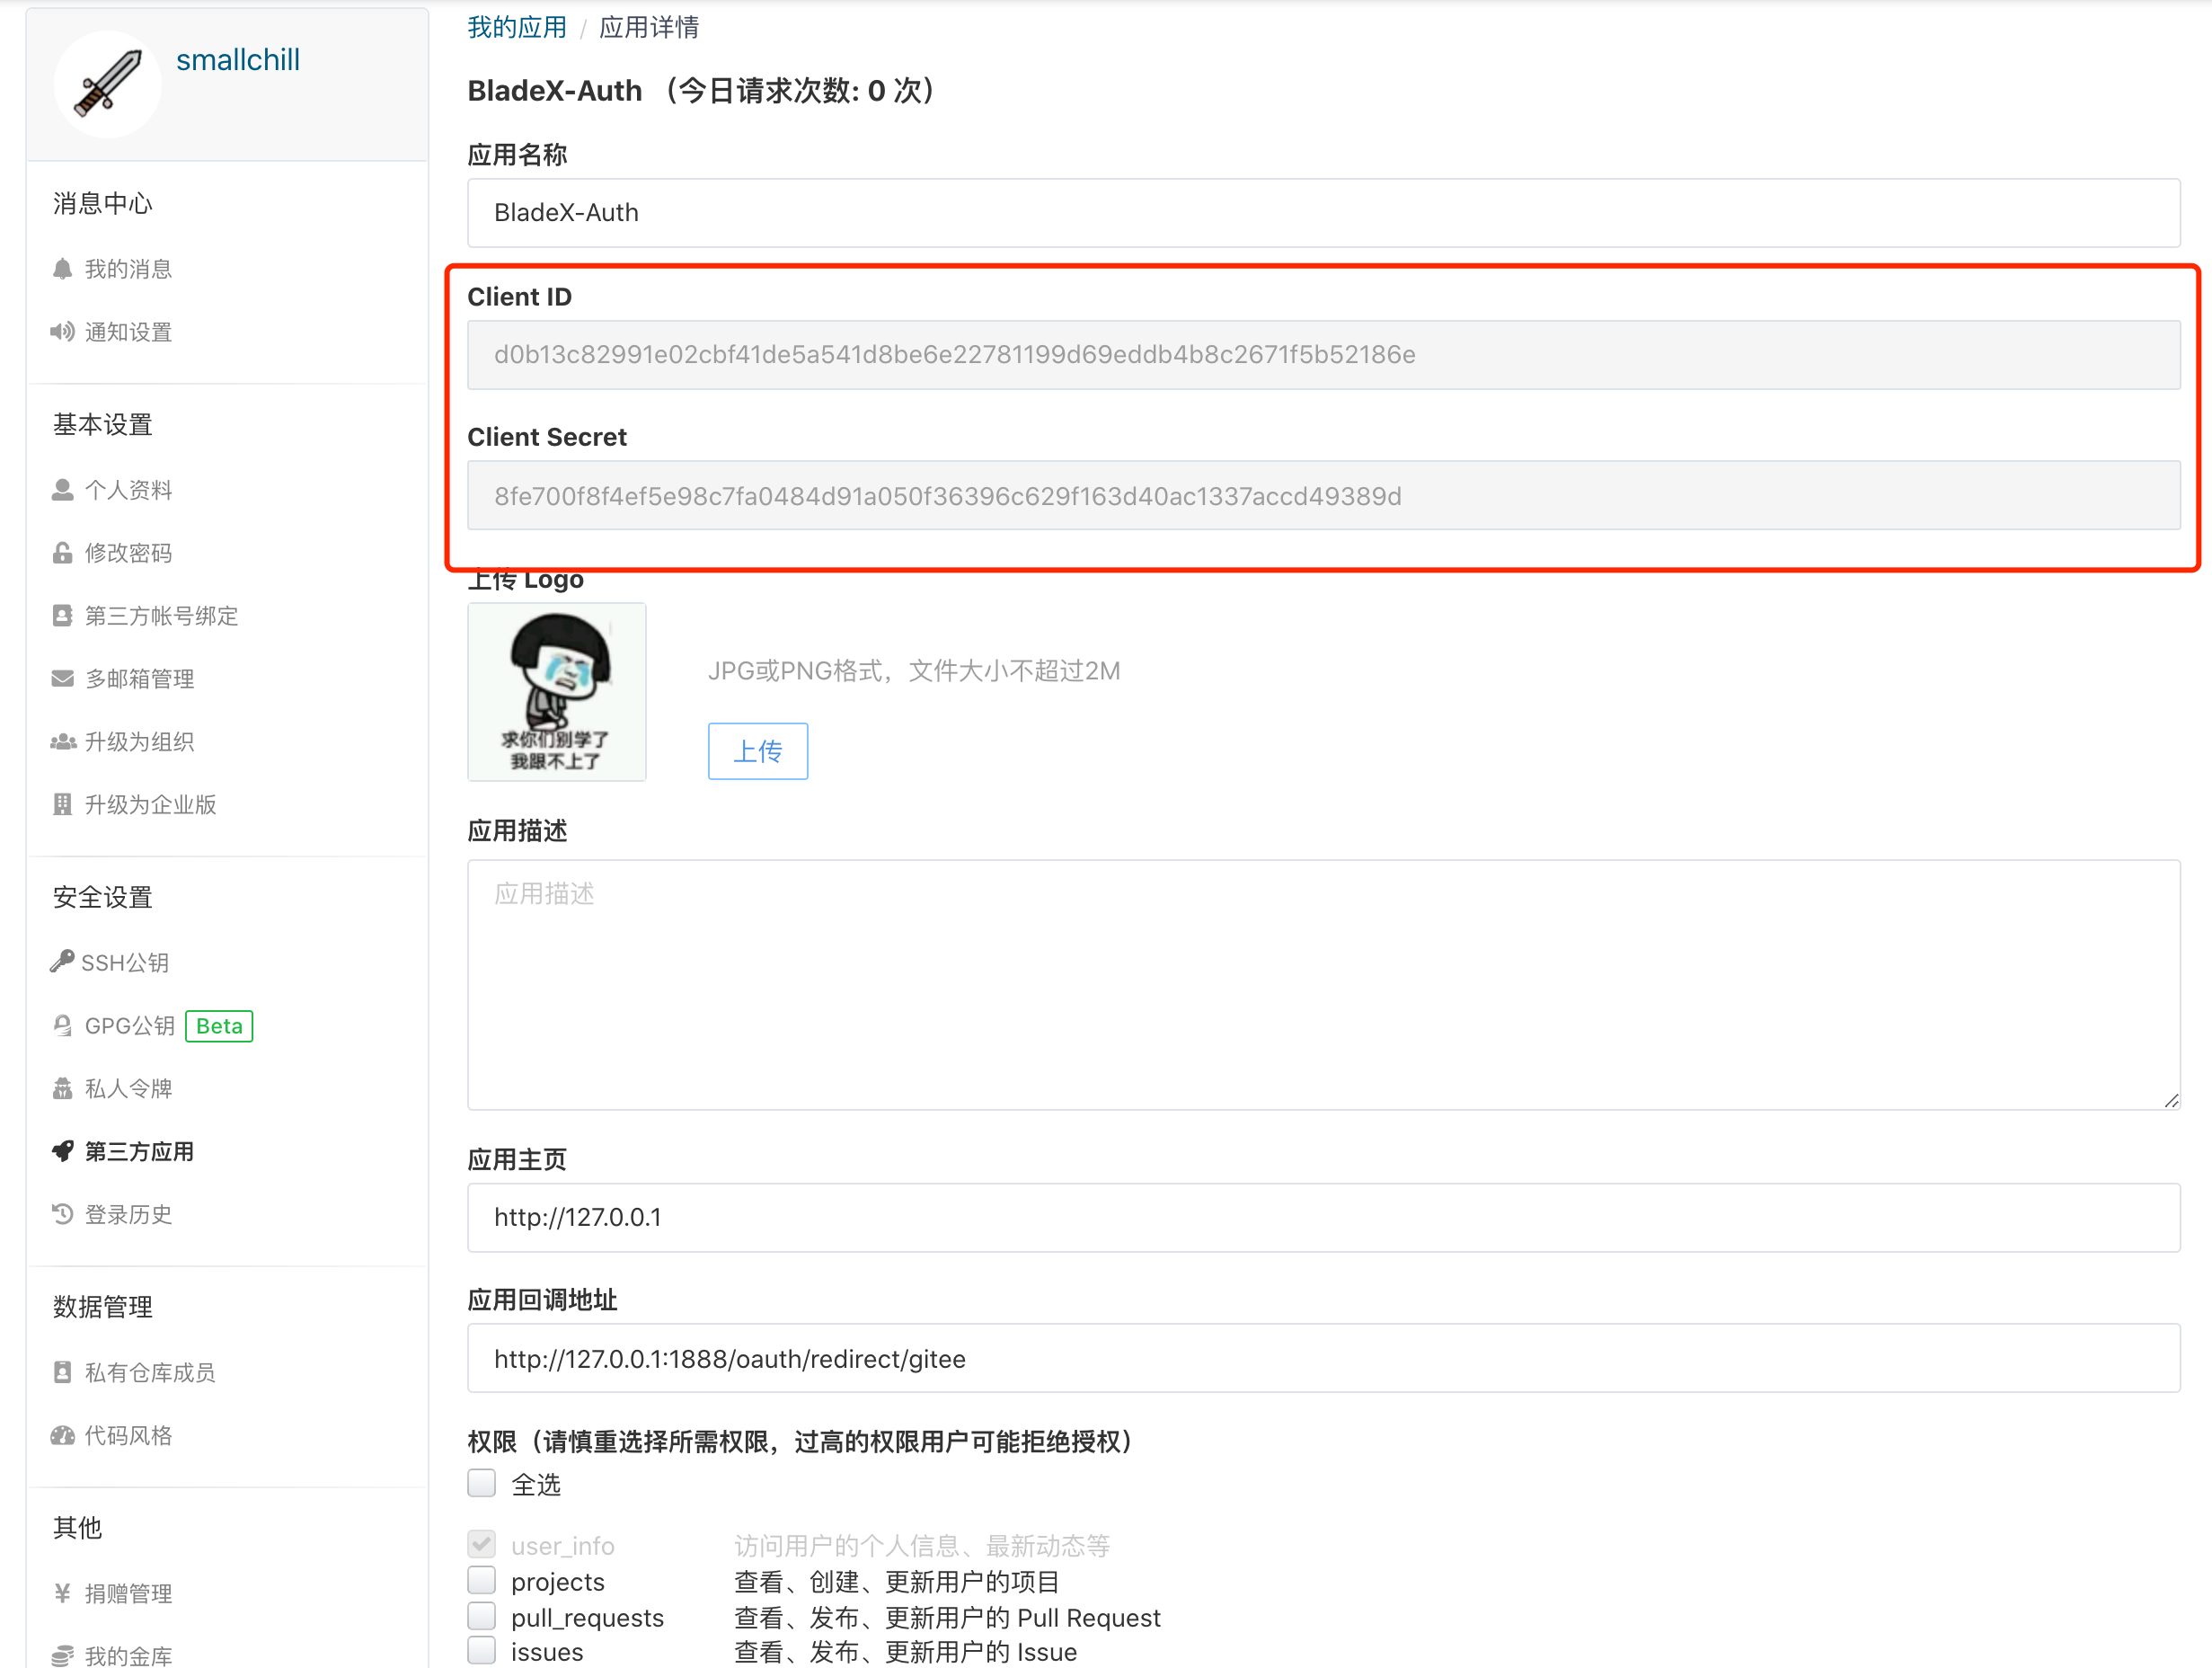 smallchill
消息中心
我的消息
通知设置
基本设置
个人资料
修改密码
第三方帐号绑定
多邮箱管理
升级为组织
升级为企业版
安全设置
SSH公钥
GPG公钥 Beta
私人令牌
第三方应用
登录历史
数据管理
私有仓库成员
代码风格
其他
¥ 捐赠管理
我的金库
我的应用 / 应用详情
BladeX-Auth （今日请求次数: 0 次）
应用名称
BladeX-Auth
Client ID
d0b13c82991e02cbf41de5a541d8be6e22781199d69eddb4b8c2671f5b52186e
Client Secret
8fe700f8f4ef5e98c7fa0484d91a050f36396c629f163d40ac1337accd49389d
上传 Logo
求你们别学了
我跟不上了
JPG或PNG格式，文件大小不超过2M
上传
应用描述
应用描述
应用主页
http://127.0.0.1
应用回调地址
http://127.0.0.1:1888/oauth/redirect/gitee
权限（请慎重选择所需权限，过高的权限用户可能拒绝授权）
全选
user_info 访问用户的个人信息、最新动态等
projects 查看、创建、更新用户的项目
pull_requests 查看、发布、更新用户的 Pull Request
issues 查看、发布、更新用户的 Issue